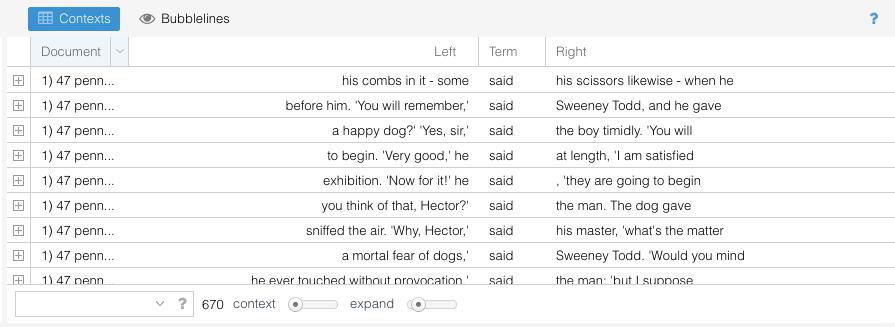 Contexts Bubblelines ?
Document Left Term Right
1) 47 penn... his combs in it - some said his scissors likewise - when he
1) 47 penn... before him. 'You will remember,' said Sweeney Todd, and he gave
1) 47 penn... a happy dog?' 'Yes, sir,' said the boy timidly. 'You will
1) 47 penn... to begin. 'Very good,' he said at length, 'I am satisfied
1) 47 penn... exhibition. 'Now for it!' he said , 'they are going to begin
1) 47 penn... you think of that, Hector?' said the man. The dog gave
1) 47 penn... sniffed the air. 'Why, Hector,' said his master, 'what's the matter
1) 47 penn... a mortal fear of dogs,' said Sweeney Todd. 'Would you mind
1) 47 penn... he ever touched without provocation,' said the man; 'but I suppose
? 670 context expand